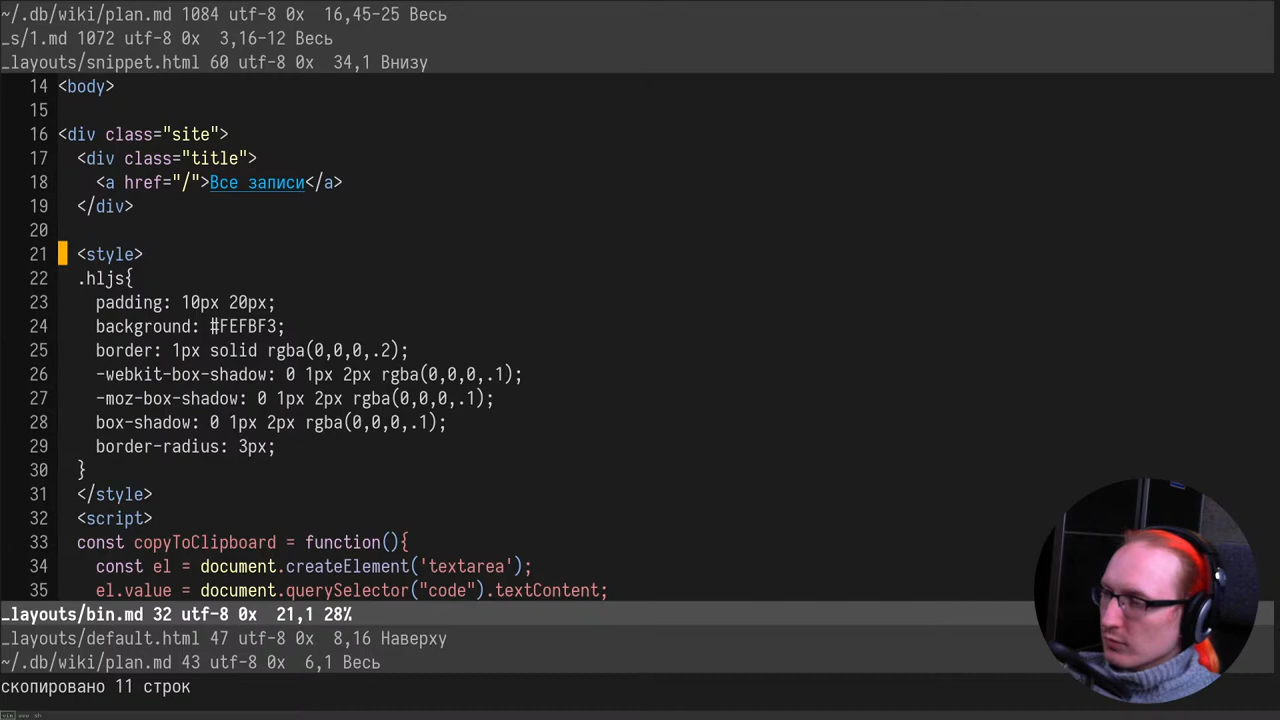 ~/.db/wiki/plan.md 1084 utf-8 0x  16,45-25 Весь
_s/1.md 1072 utf-8 0x  3,16-12 Весь
_layouts/snippet.html 60 utf-8 0x  34,1 Внизу
14 <body>
15
16 <div class="site">
17   <div class="title">
18     <a href="/">Все записи</a>
19   </div>
20
21   <style>
22   .hljs{
23     padding: 10px 20px;
24     background: #FEFBF3;
25     border: 1px solid rgba(0,0,0,.2);
26     -webkit-box-shadow: 0 1px 2px rgba(0,0,0,.1);
27     -moz-box-shadow: 0 1px 2px rgba(0,0,0,.1);
28     box-shadow: 0 1px 2px rgba(0,0,0,.1);
29     border-radius: 3px;
30   }
31   </style>
32   <script>
33   const copyToClipboard = function(){
34     const el = document.createElement('textarea');
35     el.value = document.querySelector("code").textContent;
_layouts/bin.md 32 utf-8 0x  21,1 28%
_layouts/default.html 47 utf-8 0x  8,16 Наверху
~/.db/wiki/plan.md 43 utf-8 0x  6,1 Весь
скопировано 11 строк